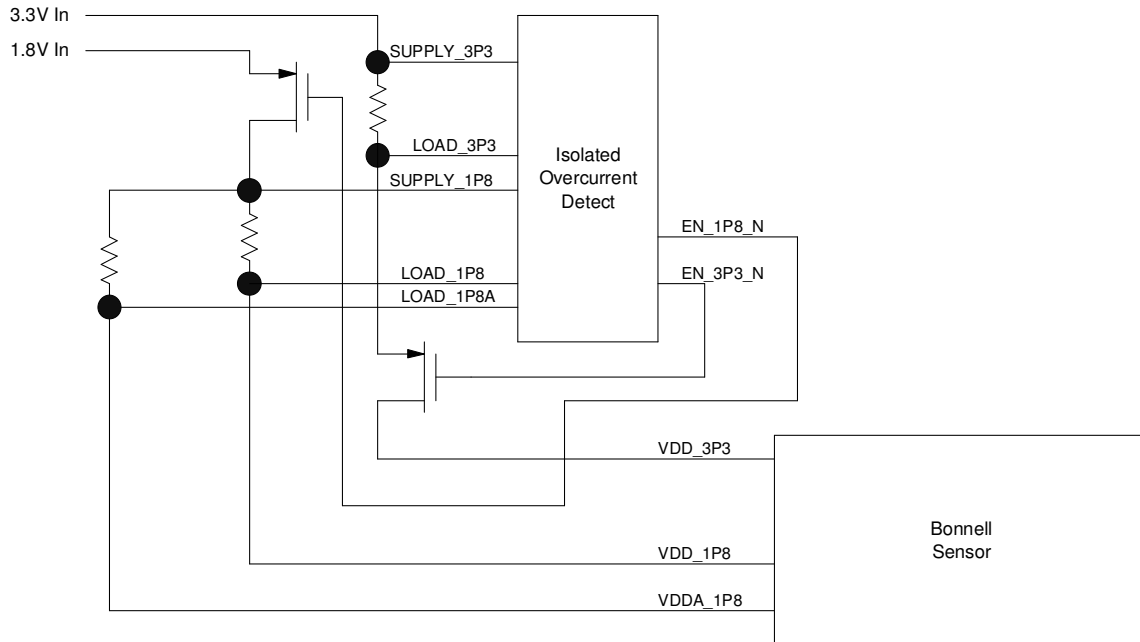 3.3V In
1.8V In
SUPPLY_3P3
LOAD_3P3
SUPPLY_1P8
LOAD_1P8
LOAD_1P8A
Isolated
Overcurrent
Detect
EN_1P8_N
EN_3P3_N
VDD_3P3
VDD_1P8
VDDA_1P8
Bonnell
Sensor